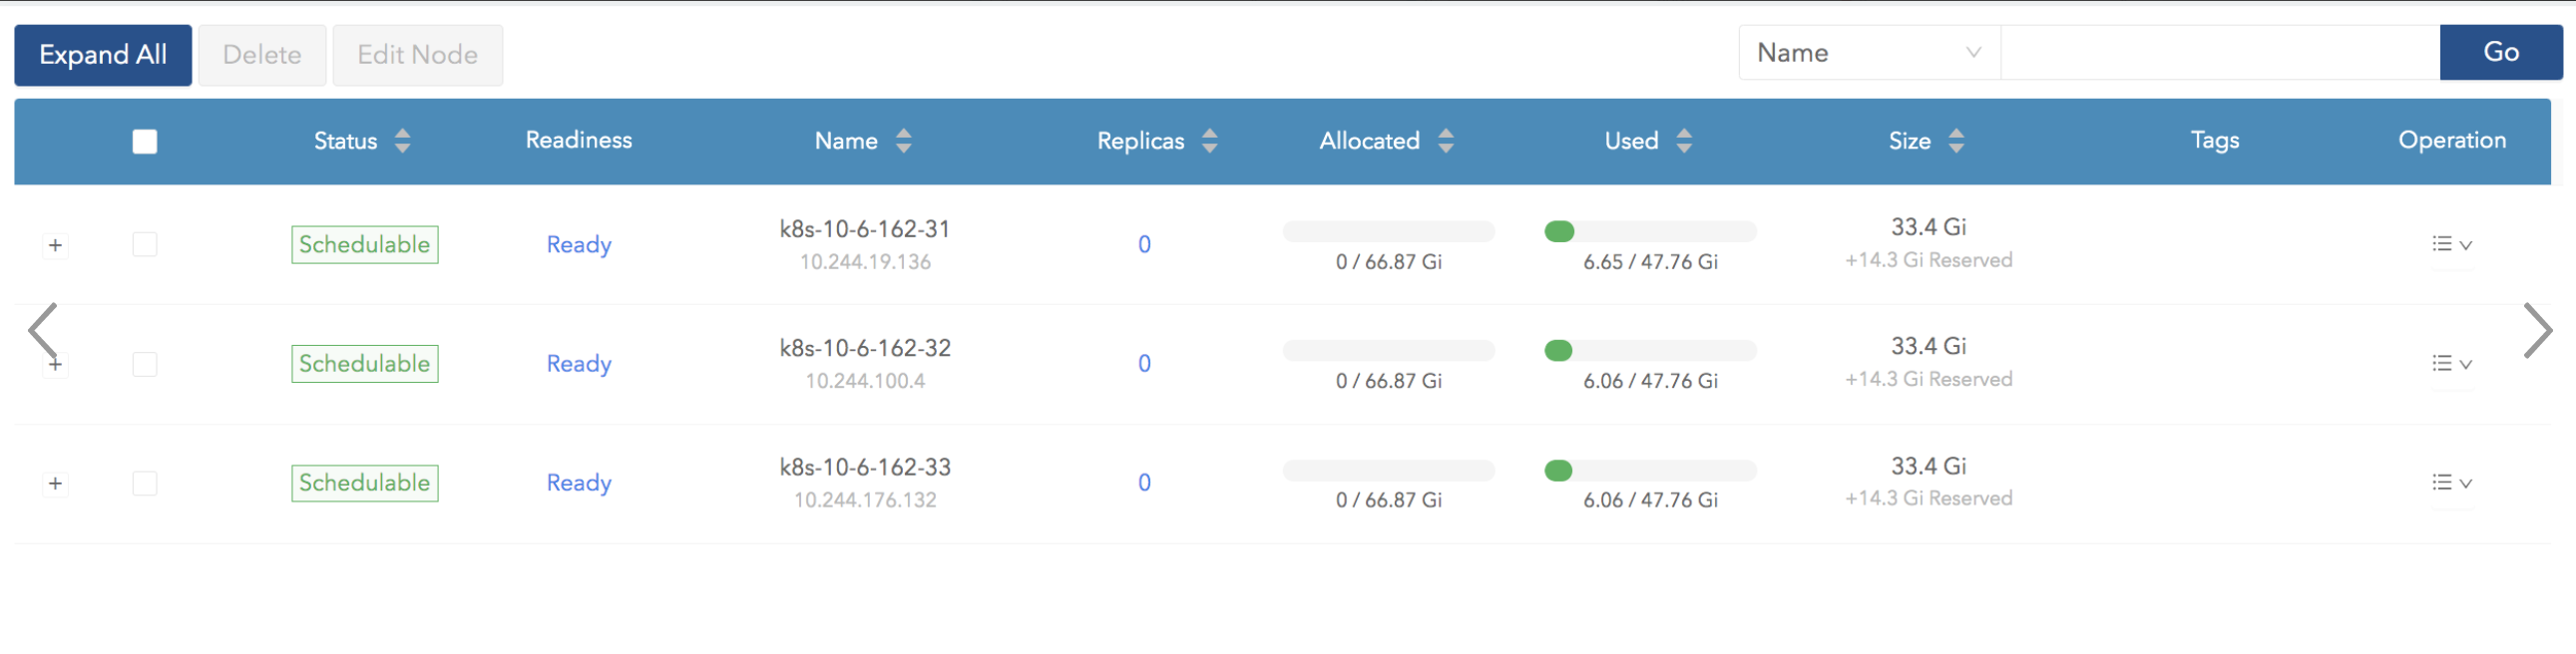 Expand All Delete Edit Node Name Go
Status Readiness Name Replicas Allocated Used Size Tags Operation
Schedulable Ready k8s-10-6-162-31 0 33.4 Gi
10.244.19.136 0 / 66.87 Gi 6.65 / 47.76 Gi +14.3 Gi Reserved
Schedulable Ready k8s-10-6-162-32 0 33.4 Gi
10.244.100.4 0 / 66.87 Gi 6.06 / 47.76 Gi +14.3 Gi Reserved
Schedulable Ready k8s-10-6-162-33 0 33.4 Gi
10.244.176.132 0 / 66.87 Gi 6.06 / 47.76 Gi +14.3 Gi Reserved